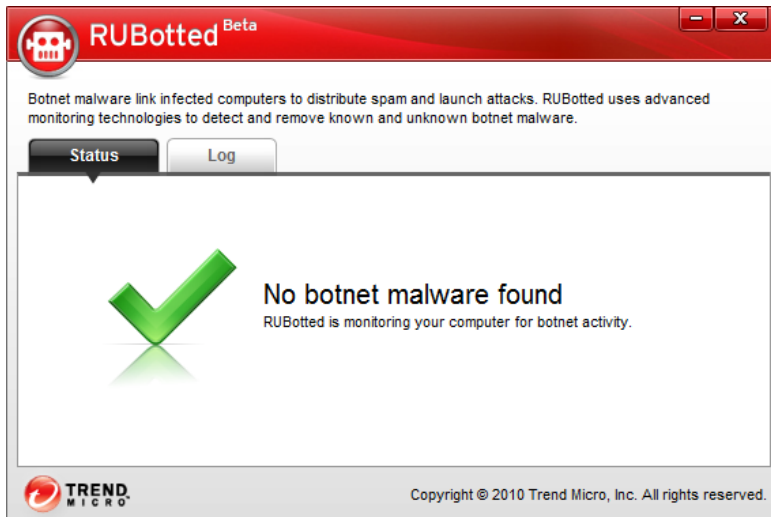 RUBotted Beta
Botnet malware link infected computers to distribute spam and launch attacks. RUBotted uses advanced
monitoring technologies to detect and remove known and unknown botnet malware.
Status
Log
No botnet malware found
RUBotted is monitoring your computer for botnet activity.
TREND
MICRO
Copyright © 2010 Trend Micro, Inc. All rights reserved.